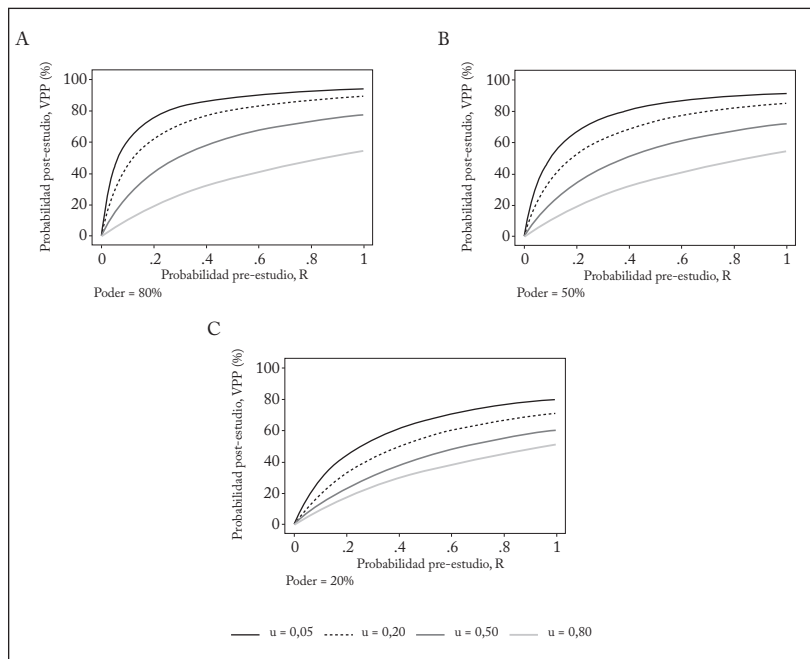 A
Probabilidad post-estudio, VPP (%)
100
80
60
40
20
0
0 .2 .4 .6 .8 1
Probabilidad pre-estudio, R
Poder = 80%
B
Probabilidad post-estudio, VPP (%)
100
80
60
40
20
0
0 .2 .4 .6 .8 1
Probabilidad pre-estudio, R
Poder = 50%
C
Probabilidad post-estudio, VPP (%)
100
80
60
40
20
0
0 .2 .4 .6 .8 1
Probabilidad pre-estudio, R
Poder = 20%
u = 0,05 u = 0,20 u = 0,50 u = 0,80